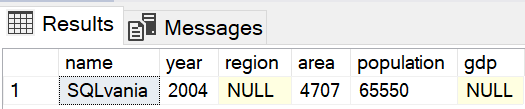 Results Messages
name year region area population gdp
1 SQLvania 2004 NULL 4707 65550 NULL